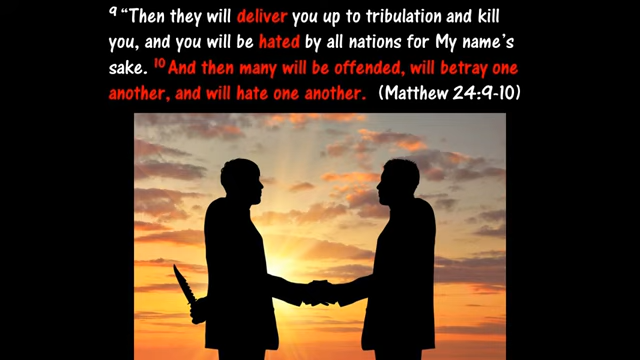 9 “Then they will deliver you up to tribulation and kill
you, and you will be hated by all nations for My name’s
sake. 10 And then many will be offended, will betray one
another, and will hate one another. (Matthew 24:9-10)